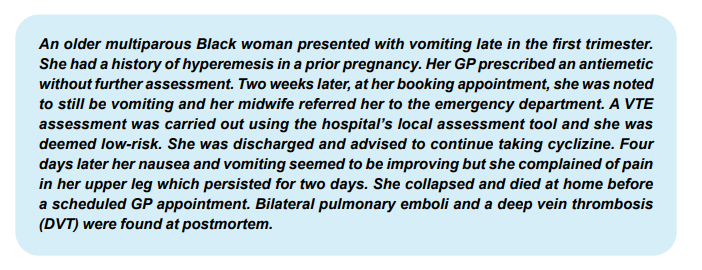 An older multiparous Black woman presented with vomiting late in the first trimester.
She had a history of hyperemesis in a prior pregnancy. Her GP prescribed an antiemetic
without further assessment. Two weeks later, at her booking appointment, she was noted
to still be vomiting and her midwife referred her to the emergency department. A VTE
assessment was carried out using the hospital's local assessment tool and she was
deemed low-risk. She was discharged and advised to continue taking cyclizine. Four
days later her nausea and vomiting seemed to be improving but she complained of pain
in her upper leg which persisted for two days. She collapsed and died at home before
a scheduled GP appointment. Bilateral pulmonary emboli and a deep vein thrombosis
(DVT) were found at postmortem.